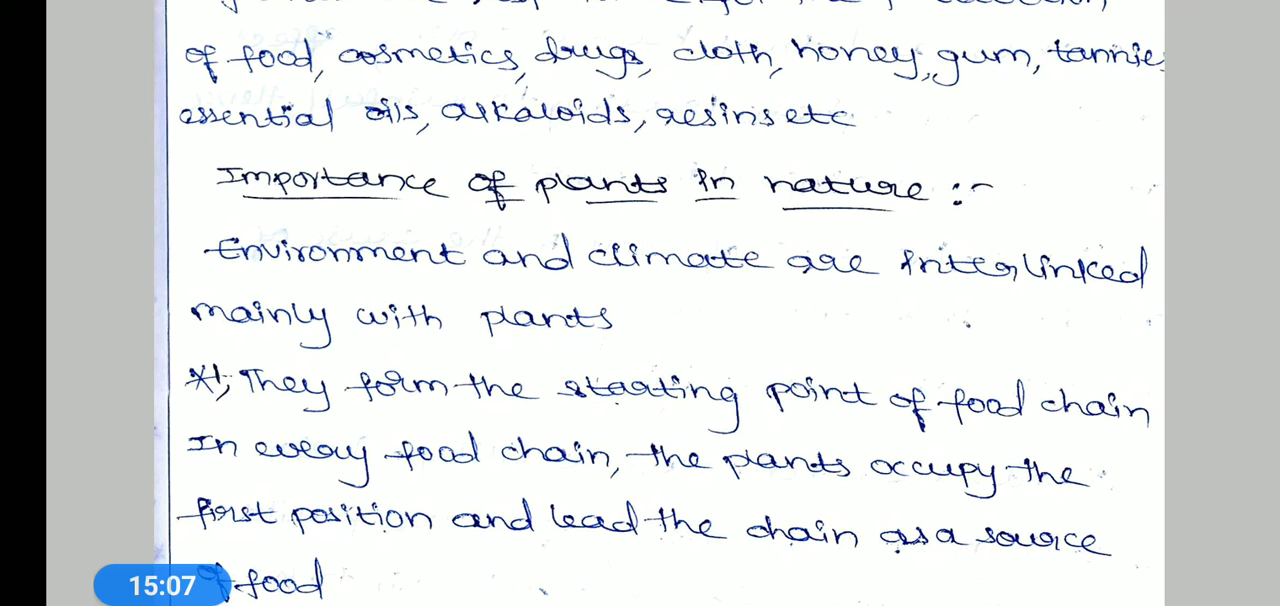 of food, cosmetics, drugs, cloth, honey, gum, tannie
essential oils, alkaloids, resins etc
Importance of plants in nature :-
Environment and climate are interlinked
mainly with plants
*1, They form the starting point of food chain
In every food chain, the plants occupy the
first position and lead the chain as a source
of food
15:07